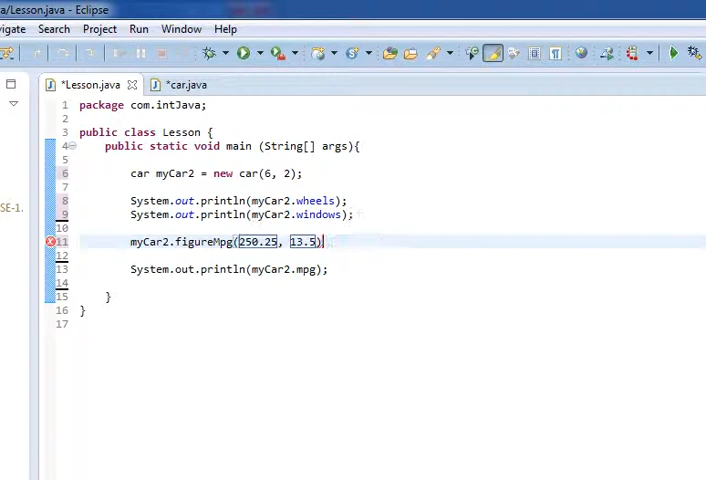 a/Lesson.java - Eclipse
vigate Search Project Run Window Help
*Lesson.java *car.java
1 package com.intJava;
2
3 public class Lesson {
4 public static void main (String[] args){
5
6 car myCar2 = new car(6, 2);
7
8 System.out.println(myCar2.wheels);
9 System.out.println(myCar2.windows);
10
11 myCar2.figureMpg(250.25, 13.5)
12
13 System.out.println(myCar2.mpg);
14
15 }
16 }
17
SE-1.